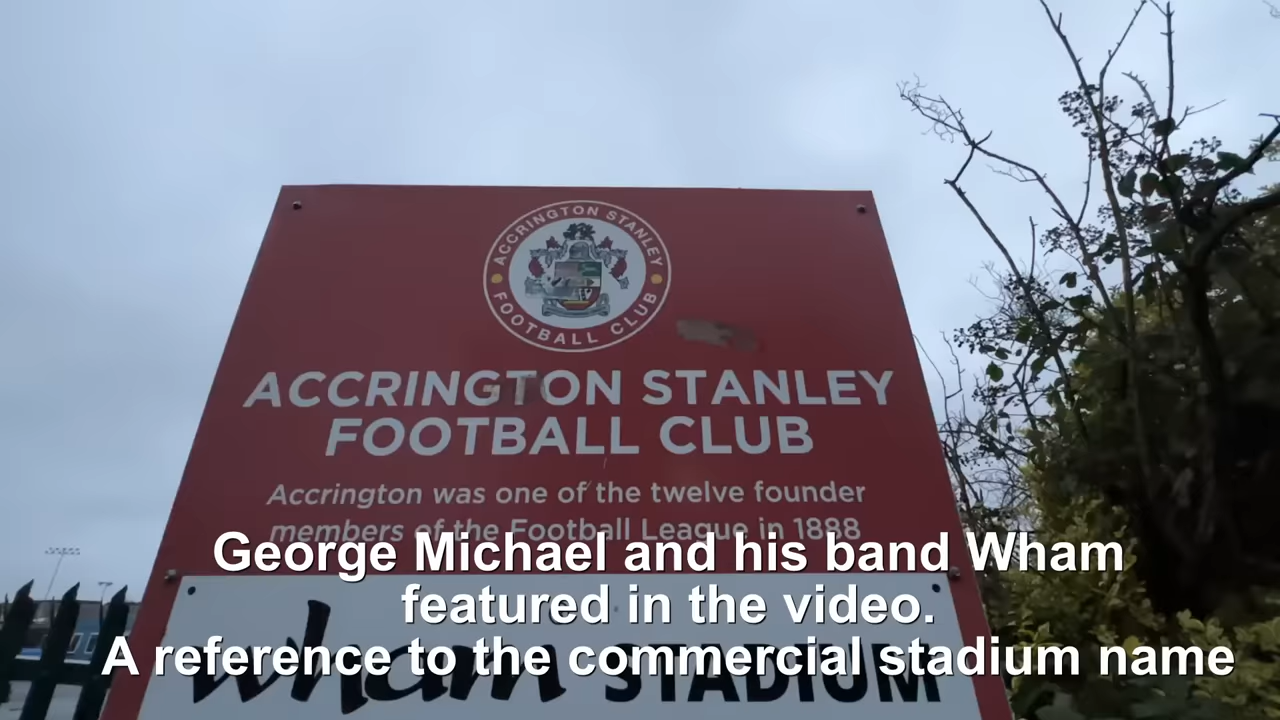 ACCRINGTON STANLEY
FOOTBALL CLUB
ACCRINGTON STANLEY
FOOTBALL CLUB
Accrington was one of the twelve founder
members of the Football League in 1888
George Michael and his band Wham
featured in the video.
A reference to the commercial stadium name
wham STADIUM